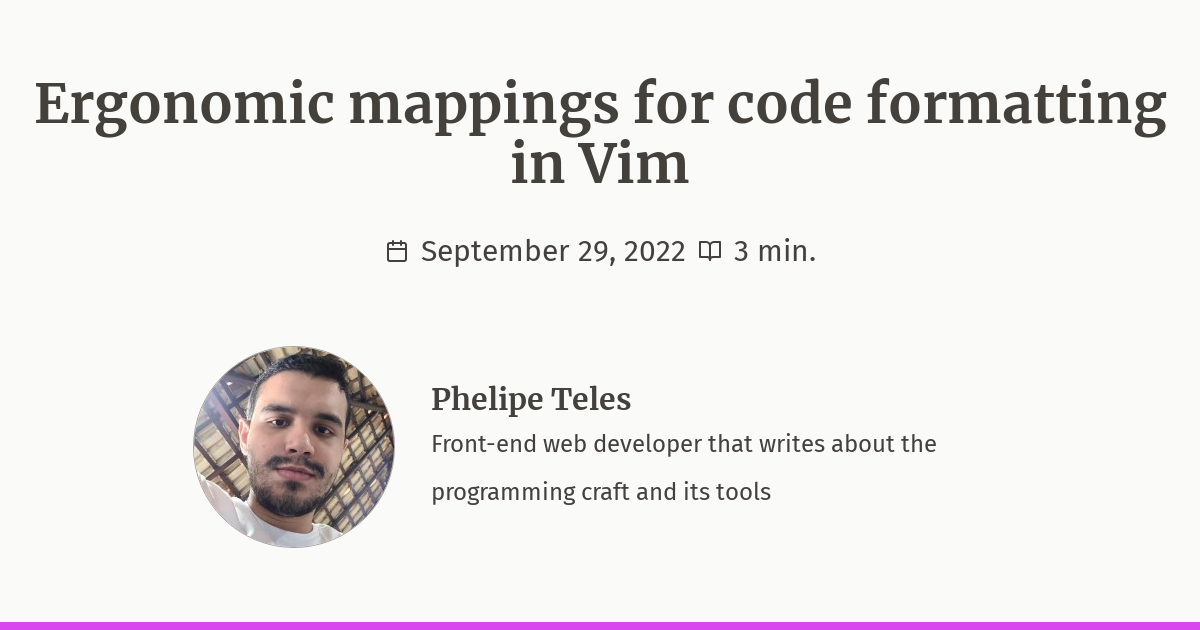 Ergonomic mappings for code formatting
in Vim
September 29, 2022 3 min.
Phelipe Teles
Front-end web developer that writes about the
programming craft and its tools